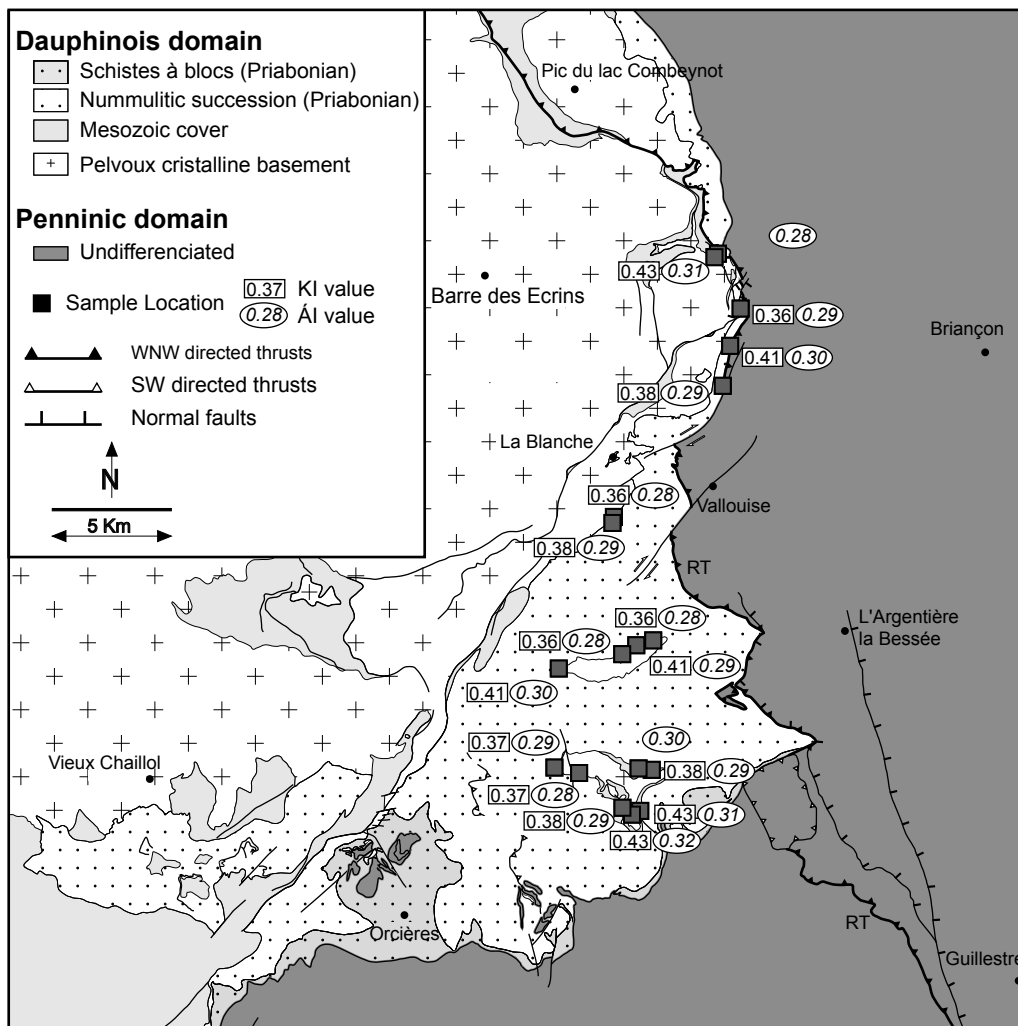 Dauphinois domain
Schistes à blocs (Priabonian)
Nummulitic succession (Priabonian)
Mesozoic cover
+ Pelvoux cristalline basement
Penninic domain
Undifferenciated
Sample Location
0.37 KI value
0.28 ÁI value
WNW directed thrusts
SW directed thrusts
Normal faults
N
5 Km
Pic du lac Combeynot
0.28
0.43 0.31
Barre des Ecrins
0.36 0.29
Briançon
0.41 0.30
0.38 0.29
La Blanche
0.36 0.28
Vallouise
0.38 0.29
RT
0.36 0.28
L'Argentière
la Bessée
0.36 0.28
0.41 0.29
0.41 0.30
0.37 0.29
0.30
Vieux Chaillol
0.38 0.29
0.37 0.28
0.38 0.29
0.43 0.31
0.43 0.32
Orcières
RT
Guillestre